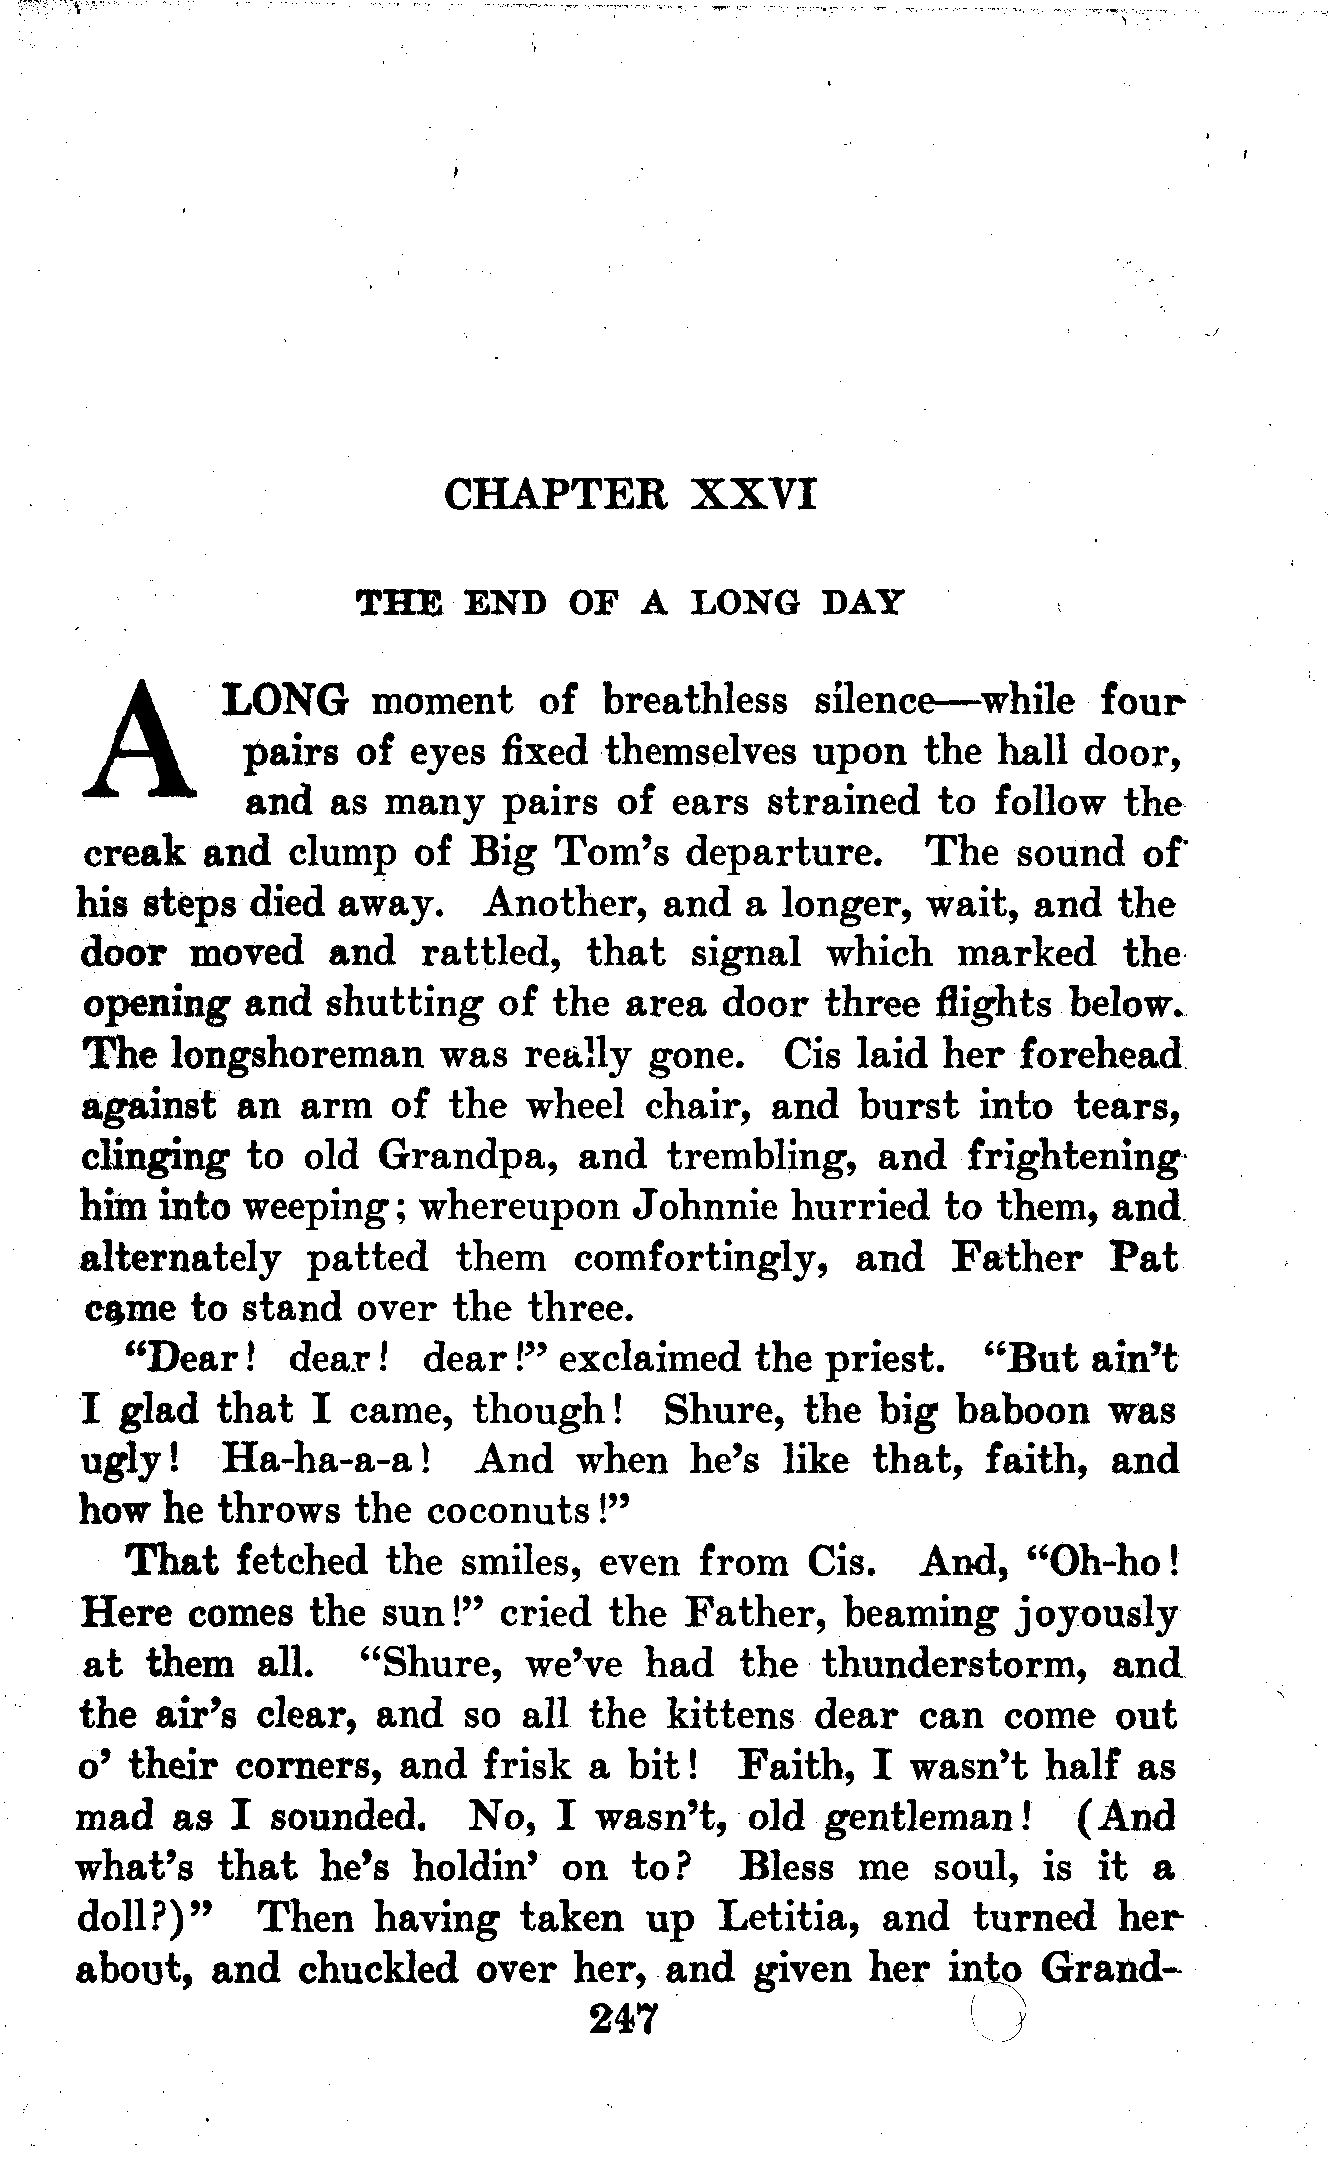 CHAPTER XXVI
THE END OF A LONG DAY
A LONG moment of breathless silence—while four
pairs of eyes fixed themselves upon the hall door,
and as many pairs of ears strained to follow the
creak and clump of Big Tom's departure. The sound of
his steps died away. Another, and a longer, wait, and the
door moved and rattled, that signal which marked the
opening and shutting of the area door three flights below.
The longshoreman was really gone. Cis laid her forehead
against an arm of the wheel chair, and burst into tears,
clinging to old Grandpa, and trembling, and frightening
him into weeping; whereupon Johnnie hurried to them, and
alternately patted them comfortingly, and Father Pat
came to stand over the three.
"Dear! dear! dear!" exclaimed the priest. "But ain't
I glad that I came, though! Shure, the big baboon was
ugly! Ha-ha-a-a! And when he's like that, faith, and
how he throws the coconuts!"
That fetched the smiles, even from Cis. And, "Oh-ho!
Here comes the sun!" cried the Father, beaming joyously
at them all. "Shure, we've had the thunderstorm, and
the air's clear, and so all the kittens dear can come out
o' their corners, and frisk a bit! Faith, I wasn't half as
mad as I sounded. No, I wasn't, old gentleman! (And
what's that he's holdin' on to? Bless me soul, is it a
doll?)" Then having taken up Letitia, and turned her
about, and chuckled over her, and given her into Grand-
247